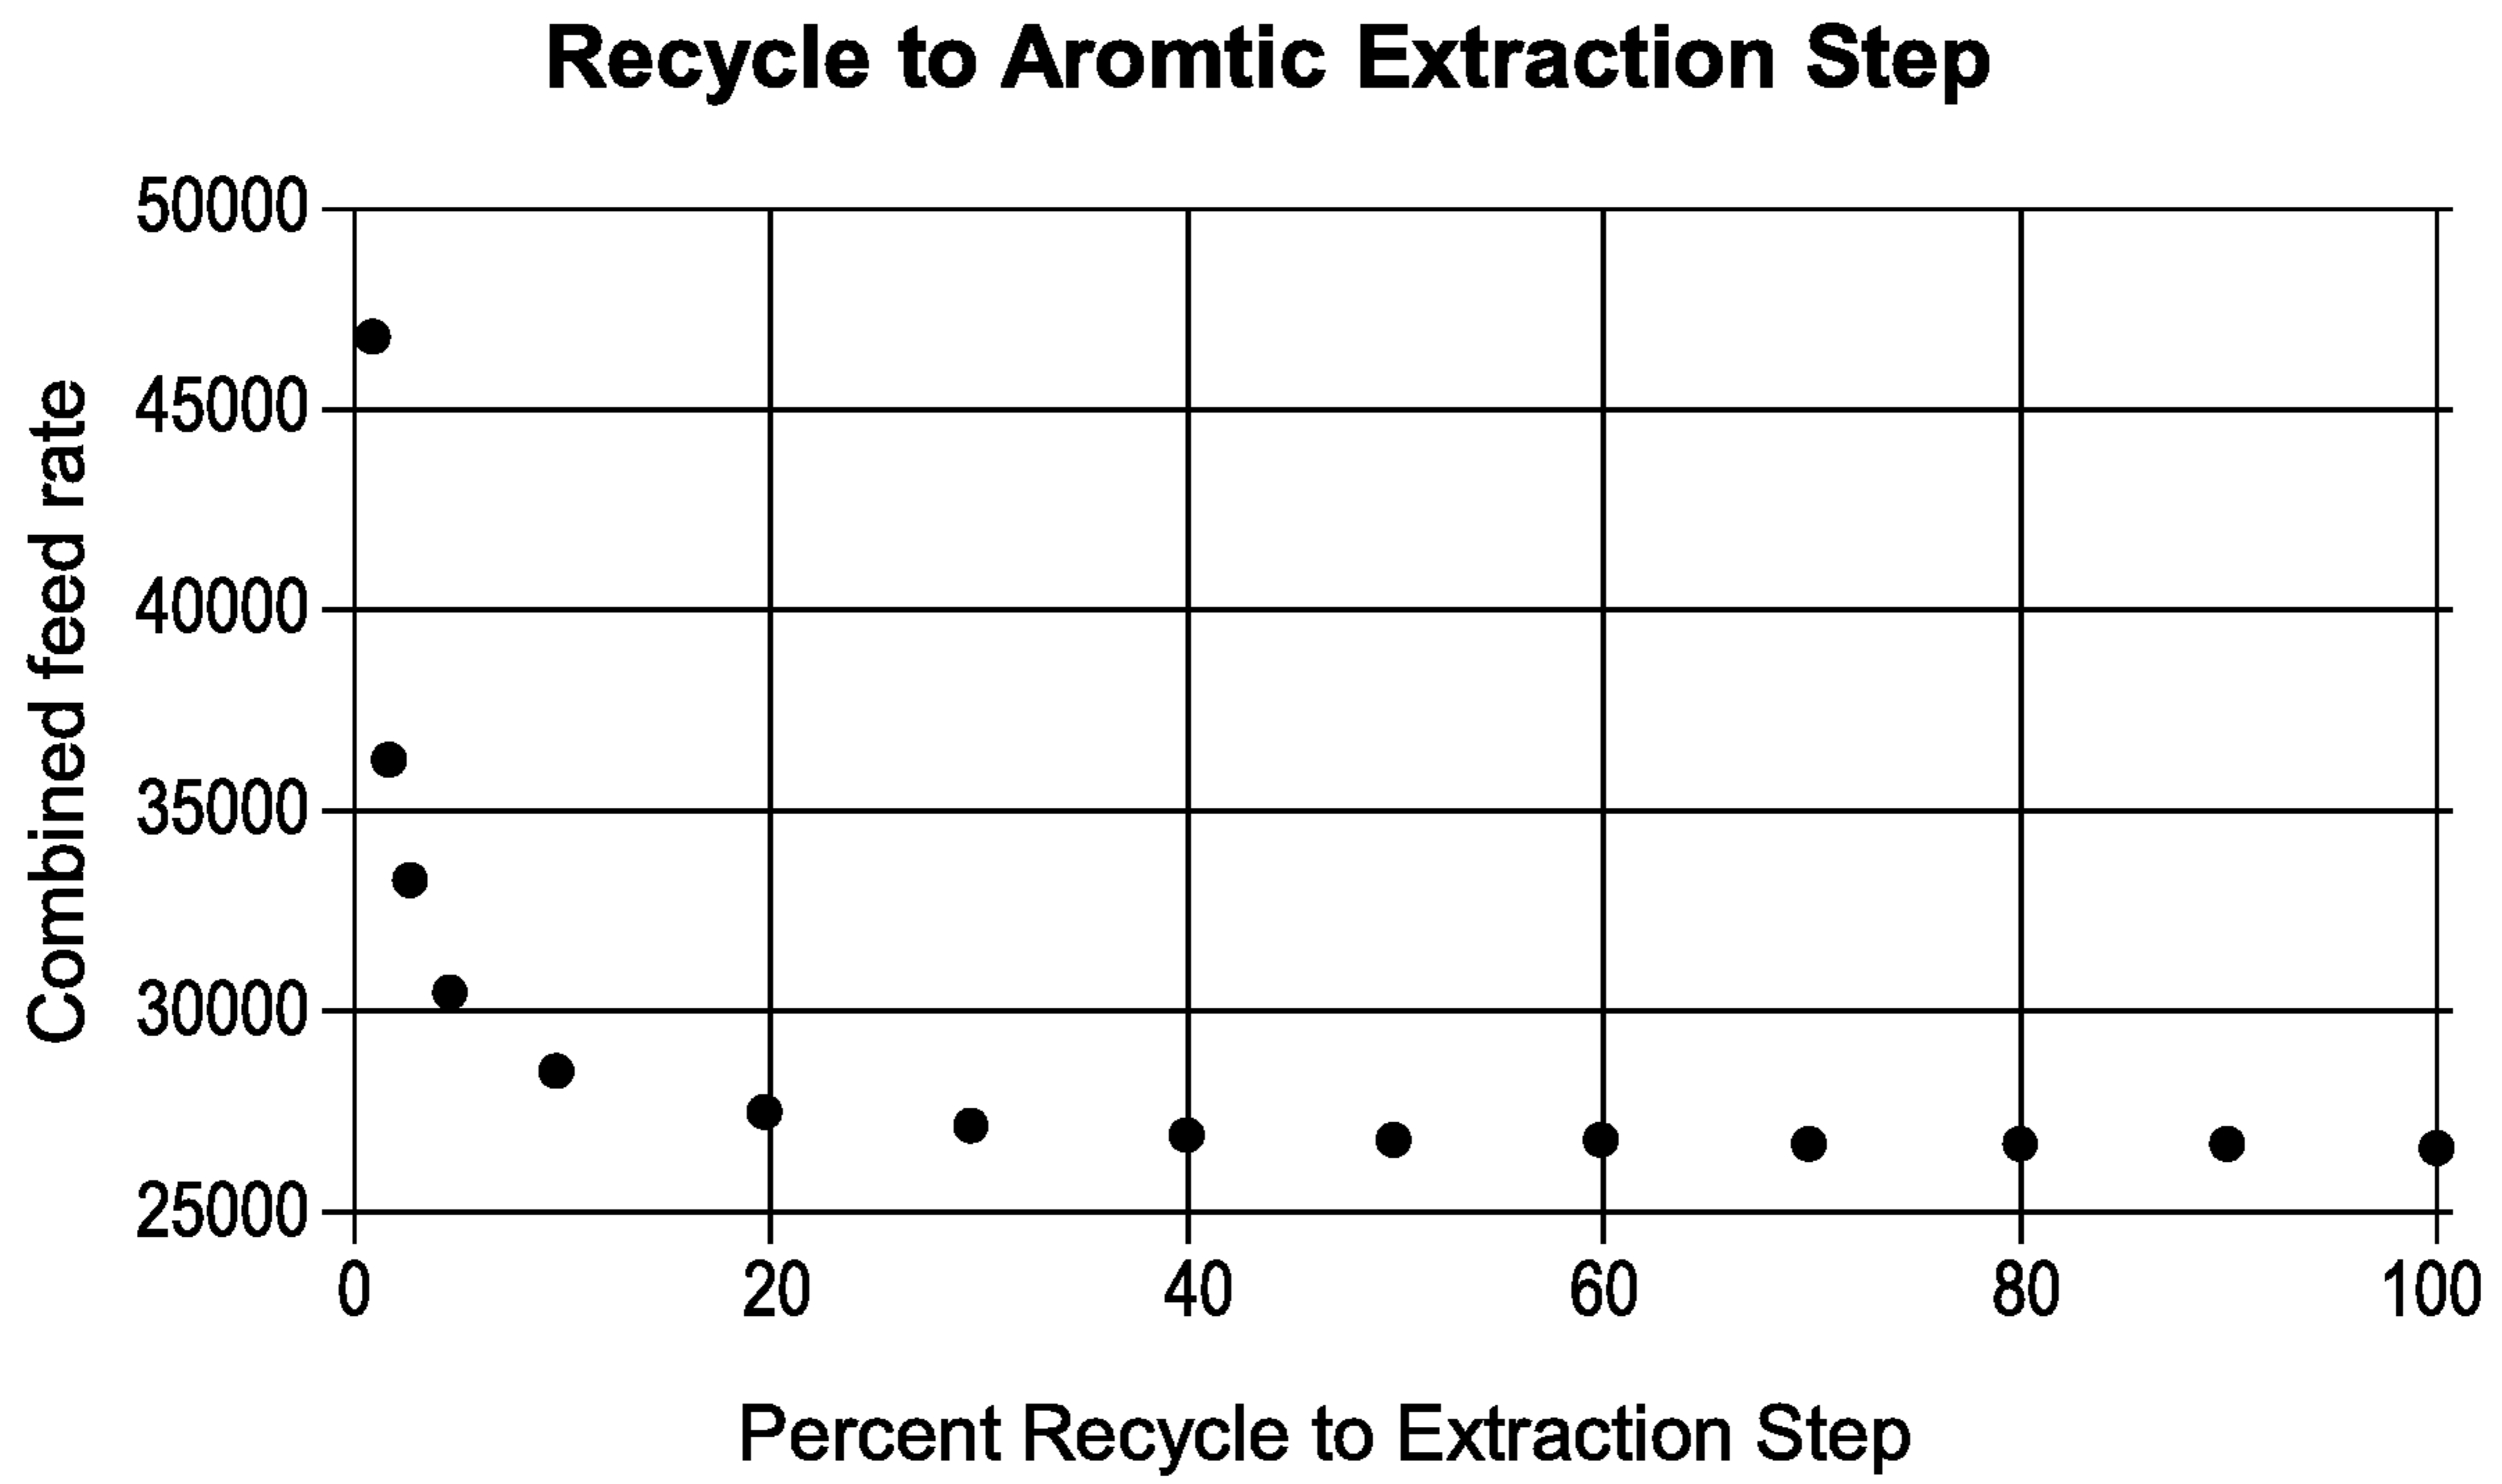 Recycle to Aromtic Extraction Step
50000
45000
40000
35000
30000
25000
Combined feed rate
0 20 40 60 80 100
Percent Recycle to Extraction Step